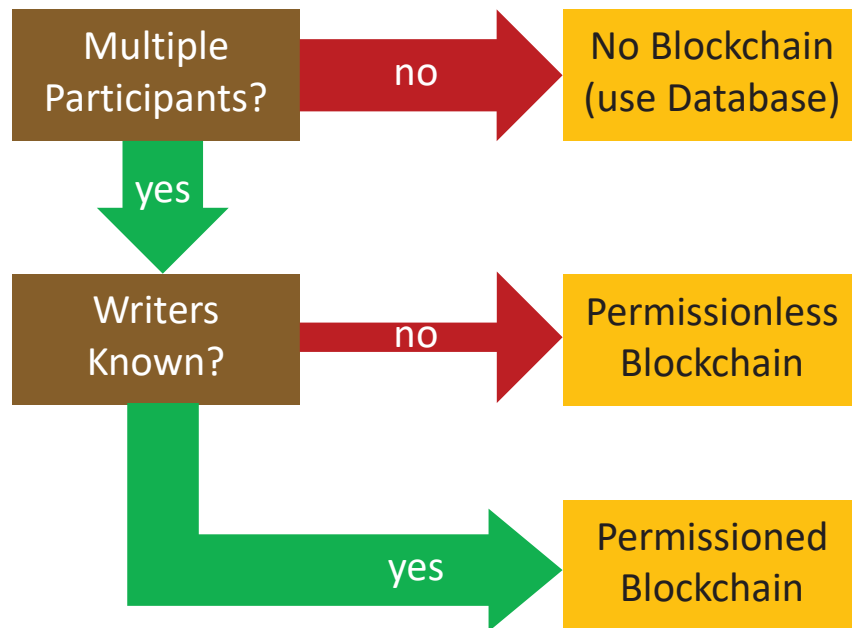 Multiple
Participants?
no
No Blockchain
(use Database)
yes
Writers
Known?
no
Permissionless
Blockchain
yes
Permissioned
Blockchain